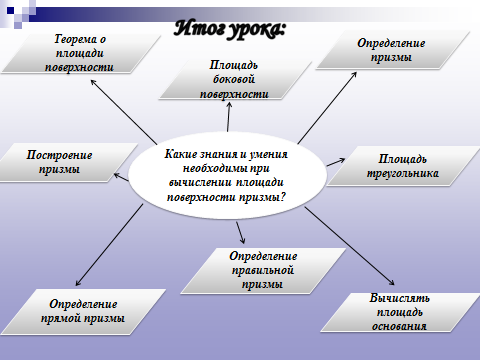 Итог урока:
Теорема о
площади
поверхности
Площадь
боковой
поверхности
Определение
призмы
Построение
призмы
Какие знания и умения
необходимы при
вычислении площади
поверхности призмы?
Площадь
треугольника
Определение
прямой призмы
Определение
правильной
призмы
Вычислять
площадь
основания